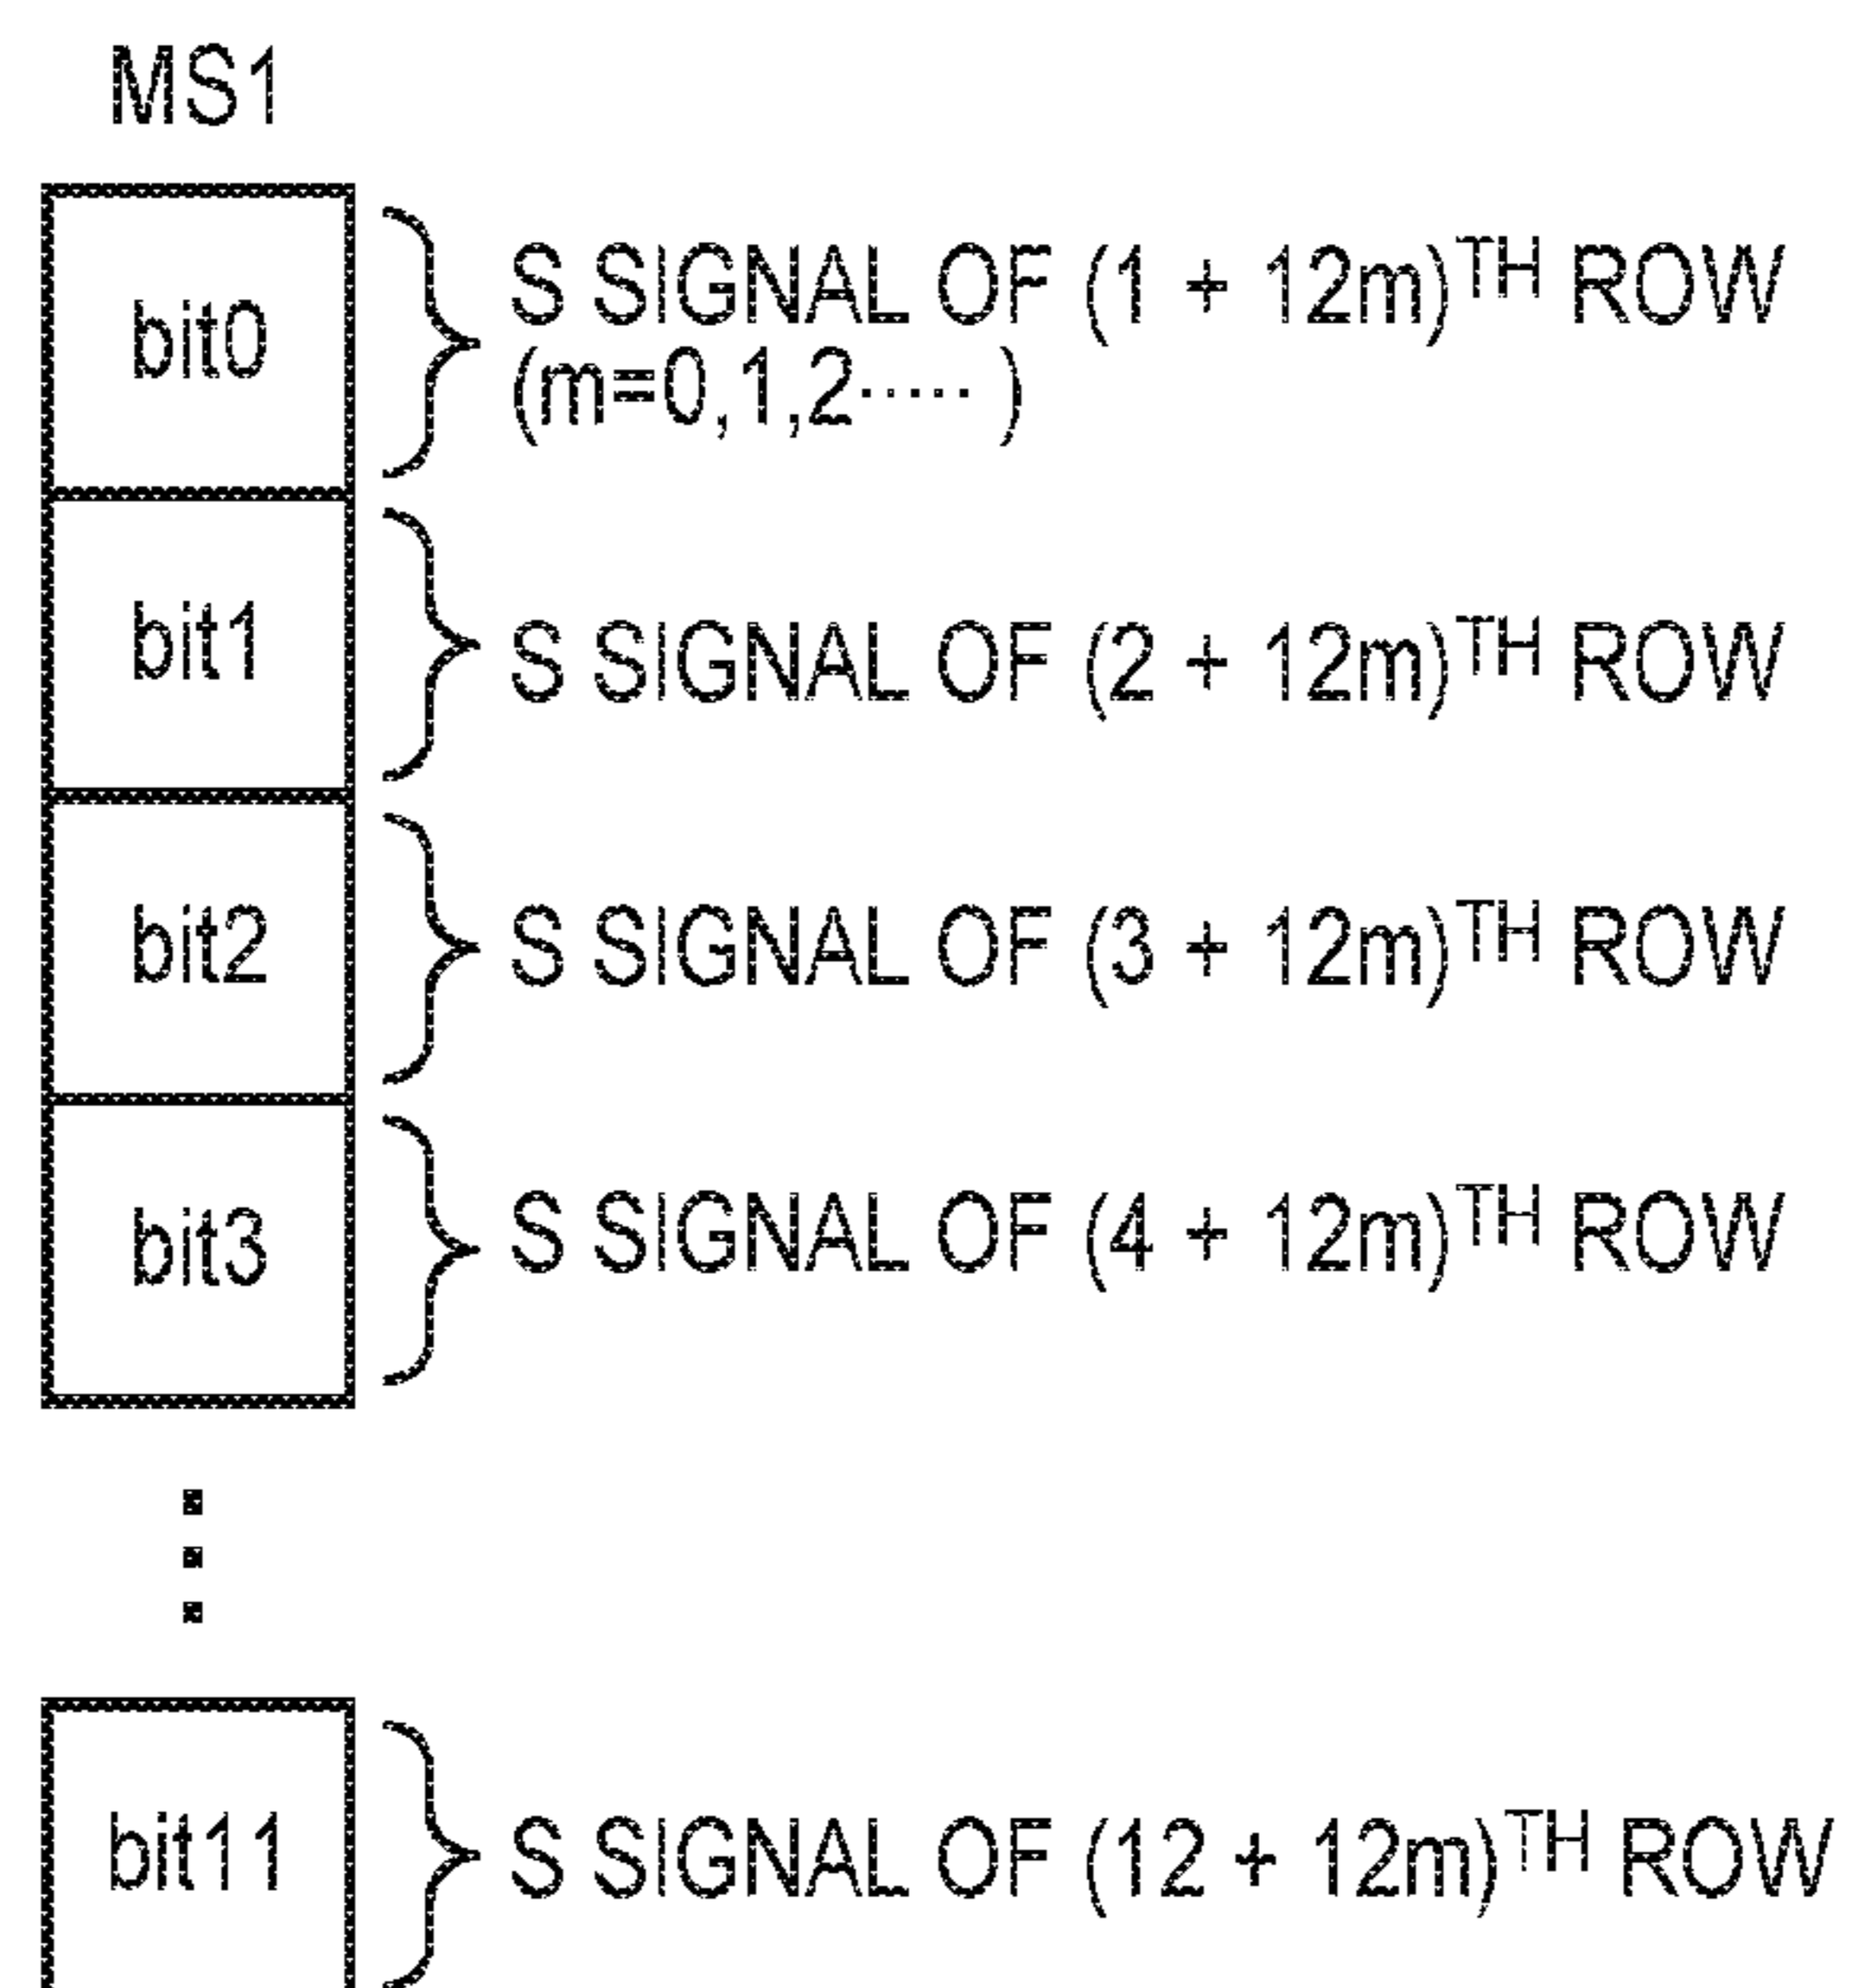 MS1
bit0
S SIGNAL OF (1 + 12m)TH ROW
(m=0,1,2····· )
bit1
S SIGNAL OF (2 + 12m)TH ROW
bit2
S SIGNAL OF (3 + 12m)TH ROW
bit3
S SIGNAL OF (4 + 12m)TH ROW
bit11
S SIGNAL OF (12 + 12m)TH ROW